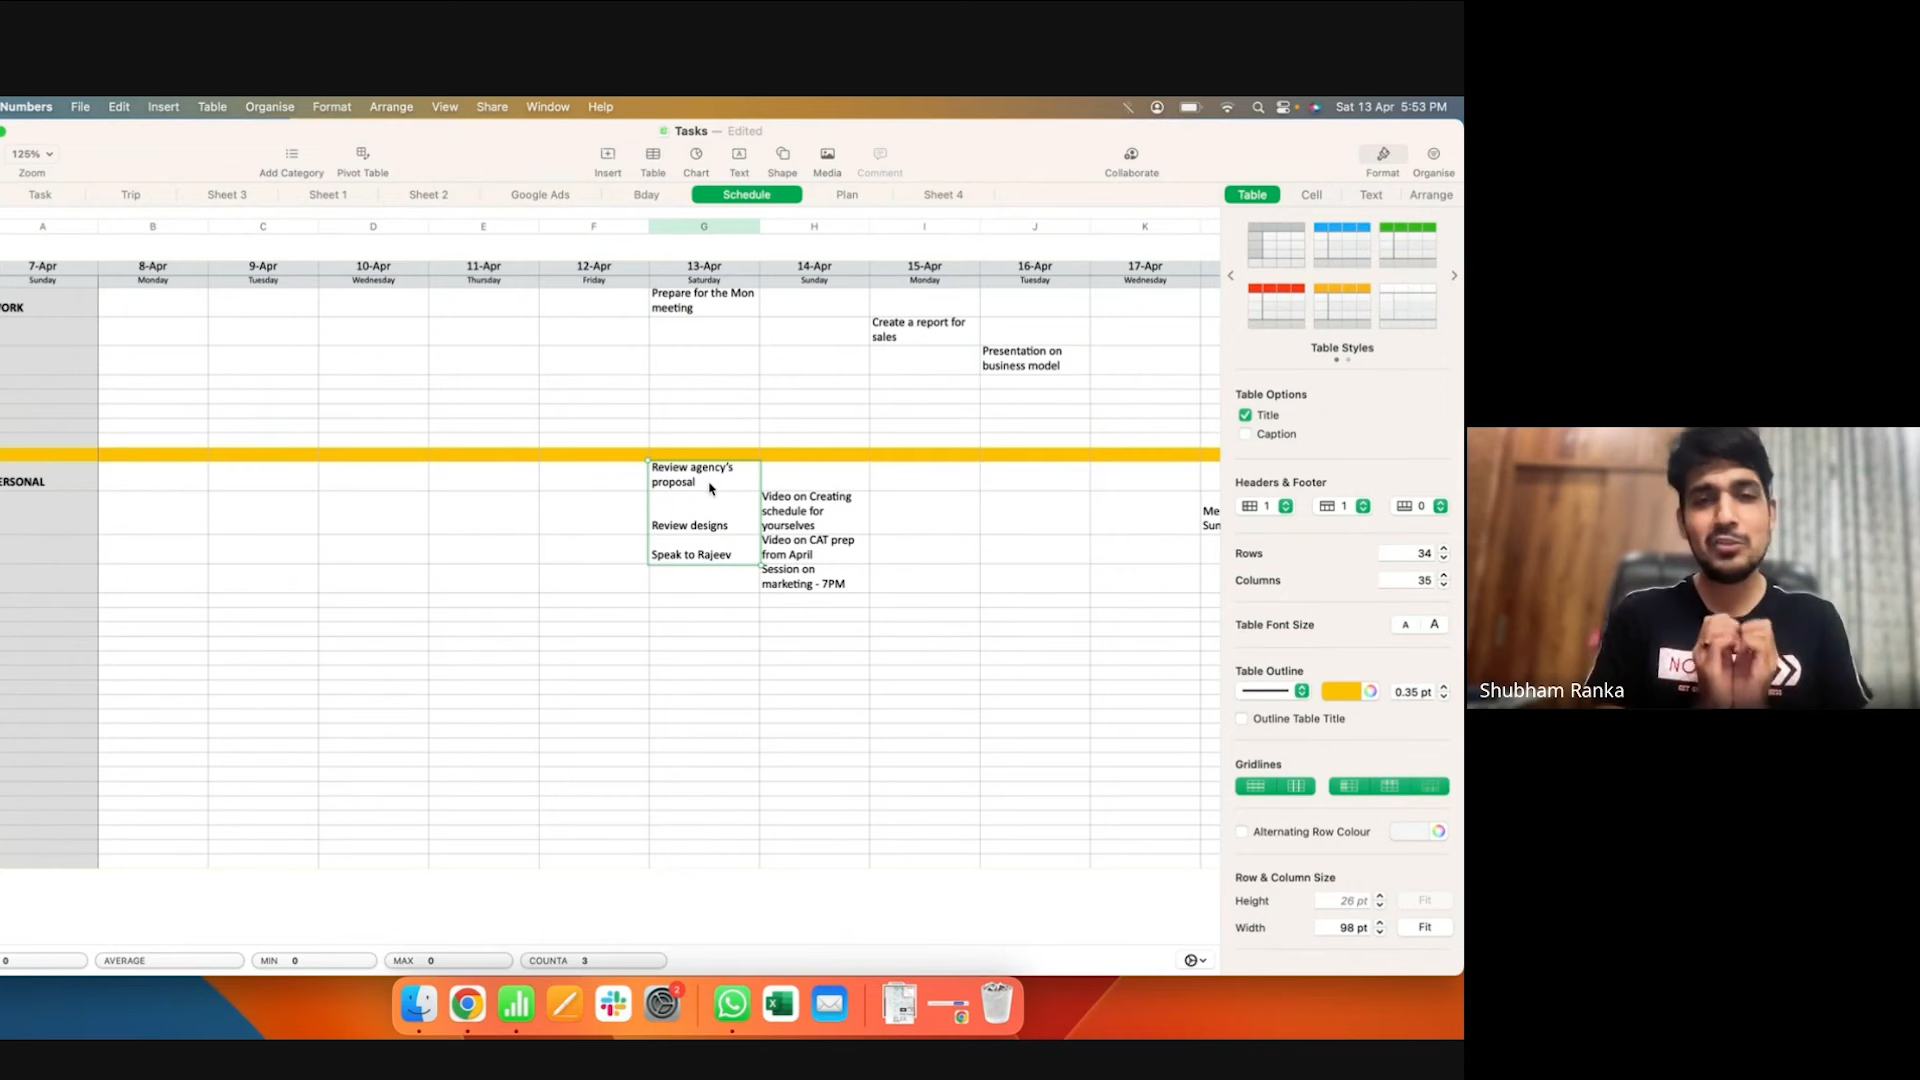 Numbers File Edit Insert Table Organise Format Arrange View Share Window Help Sat 13 Apr 5:53 PM
Tasks — Edited
125%
Zoom Add Category Pivot Table Insert Table Chart Text Shape Media Comment Collaborate Format Organise
Task Trip Sheet 3 Sheet 1 Sheet 2 Google Ads Bday Schedule Plan Sheet 4
Table Cell Text Arrange
A B C D E F G H I J K
7-Apr 8-Apr 9-Apr 10-Apr 11-Apr 12-Apr 13-Apr 14-Apr 15-Apr 16-Apr 17-Apr
Sunday Monday Tuesday Wednesday Thursday Friday Saturday Sunday Monday Tuesday Wednesday
ORK
Prepare for the Mon
meeting
Create a report for
sales
Presentation on
business model
ERSONAL
Review agency's
proposal
Review designs
Speak to Rajeev
Video on Creating
schedule for
yourselves
Video on CAT prep
from April
Session on
marketing - 7PM
Me
Sun
Table Styles
Table Options
Title
Caption
Headers & Footer
1 1 0
Rows 34
Columns 35
Table Font Size A A
Table Outline
0.35 pt
Outline Table Title
Gridlines
Alternating Row Colour
Row & Column Size
Height 26 pt Fit
Width 98 pt Fit
0 AVERAGE MIN 0 MAX 0 COUNTA 3
2
Shubham Ranka